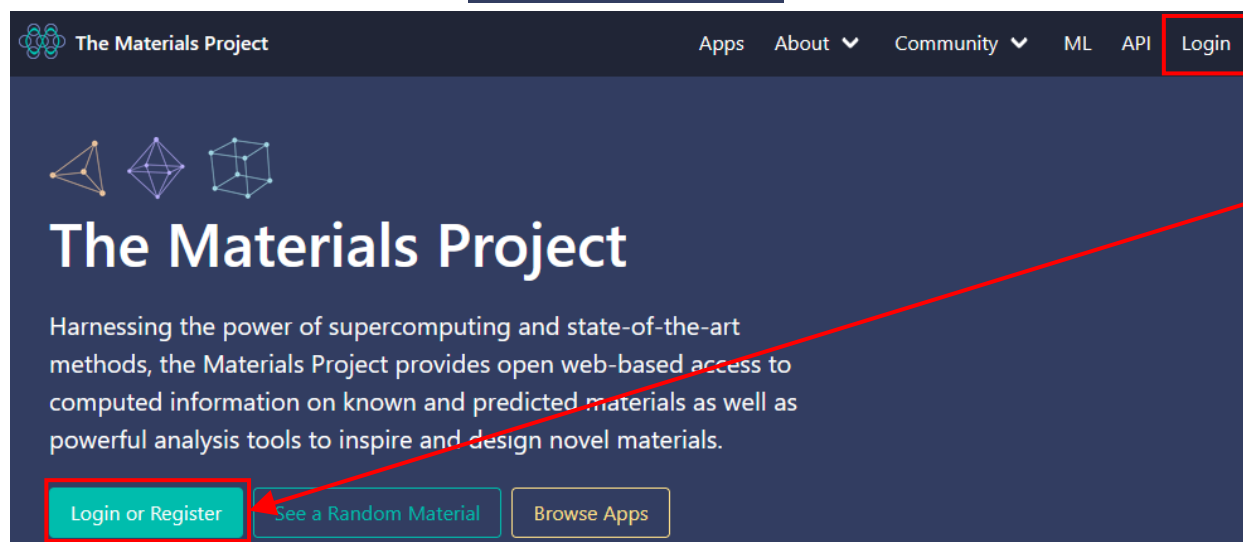 The Materials Project
Apps About Community ML API Login
The Materials Project
Harnessing the power of supercomputing and state-of-the-art
methods, the Materials Project provides open web-based access to
computed information on known and predicted materials as well as
powerful analysis tools to inspire and design novel materials.
Login or Register See a Random Material Browse Apps